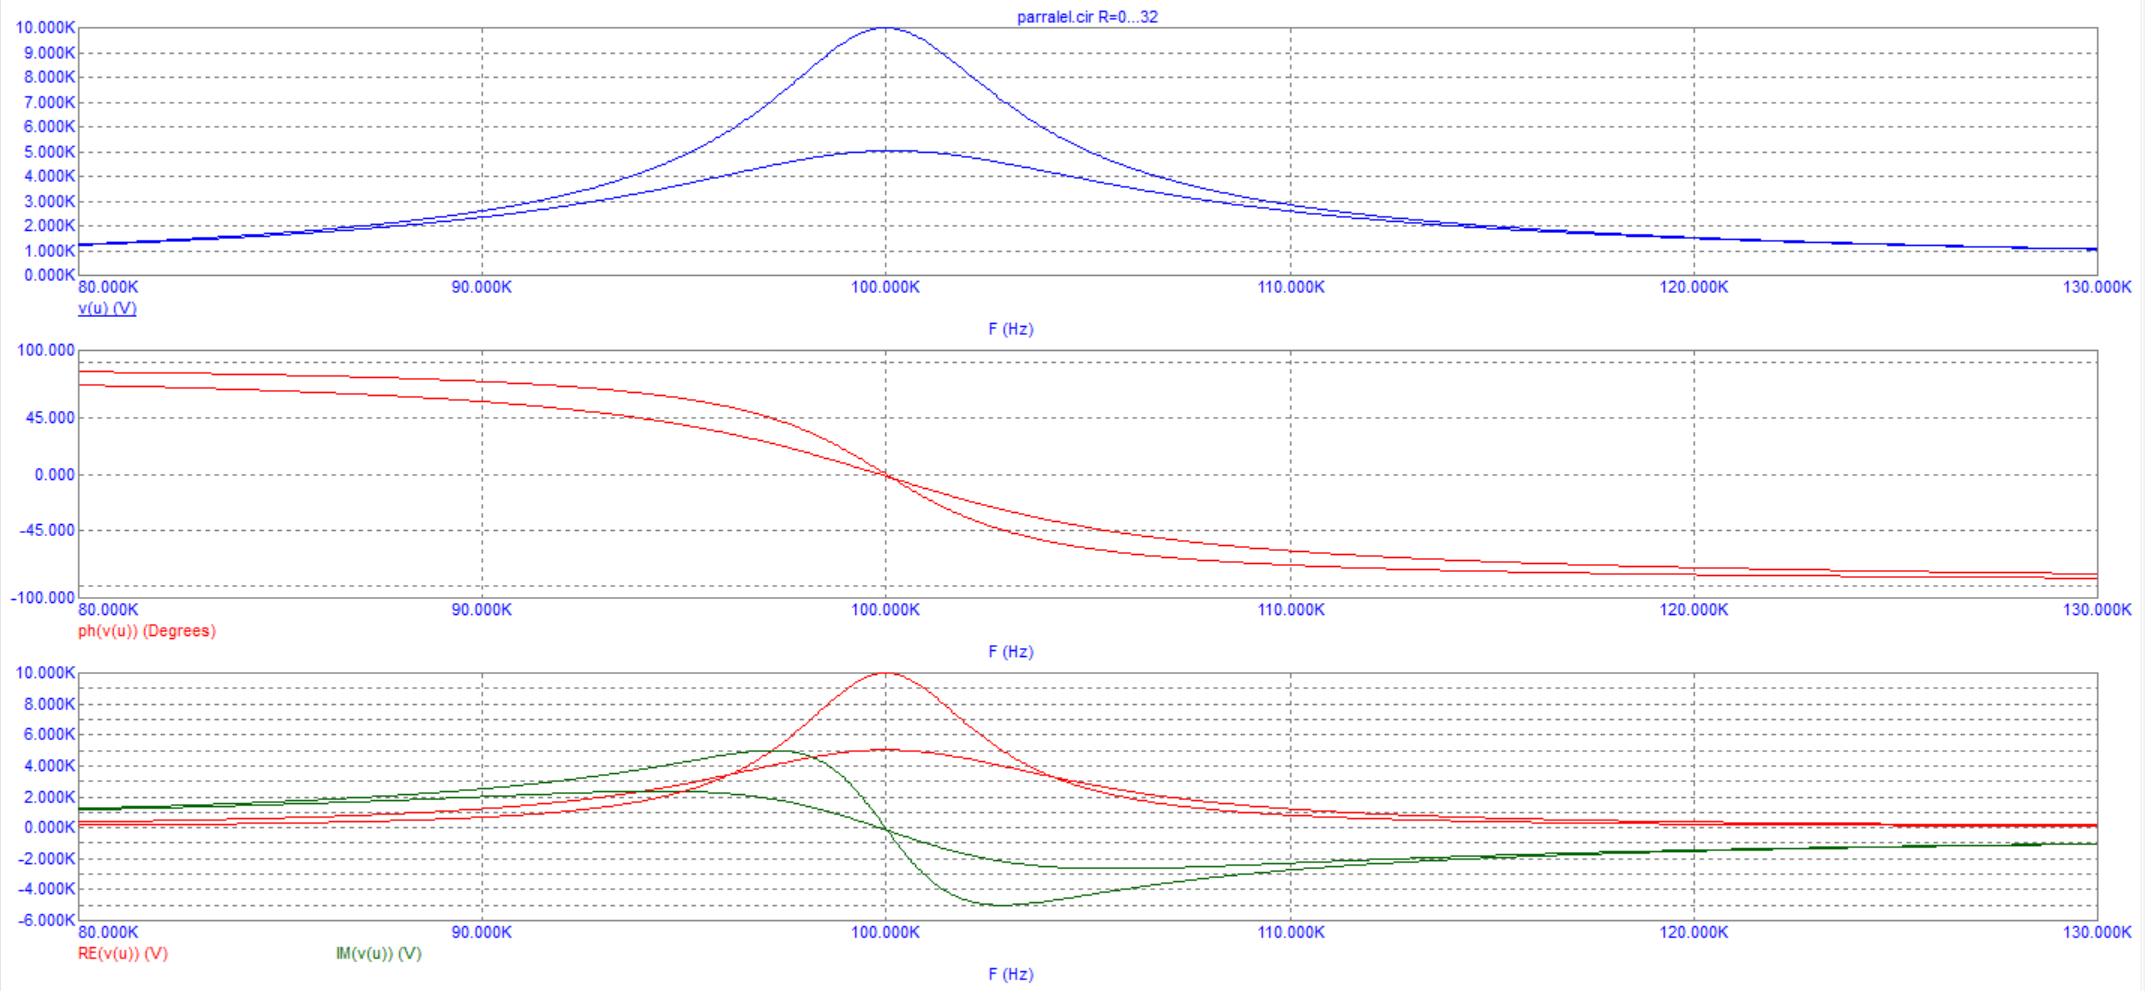 parralel.cir R=0...32
10.000K
9.000K
8.000K
7.000K
6.000K
5.000K
4.000K
3.000K
2.000K
1.000K
0.000K
80.000K 90.000K 100.000K 110.000K 120.000K 130.000K
v(u) (V)
F (Hz)
100.000
45.000
0.000
-45.000
-100.000
80.000K 90.000K 100.000K 110.000K 120.000K 130.000K
ph(v(u)) (Degrees)
F (Hz)
10.000K
8.000K
6.000K
4.000K
2.000K
0.000K
-2.000K
-4.000K
-6.000K
80.000K 90.000K 100.000K 110.000K 120.000K 130.000K
RE(v(u)) (V) IM(v(u)) (V)
F (Hz)